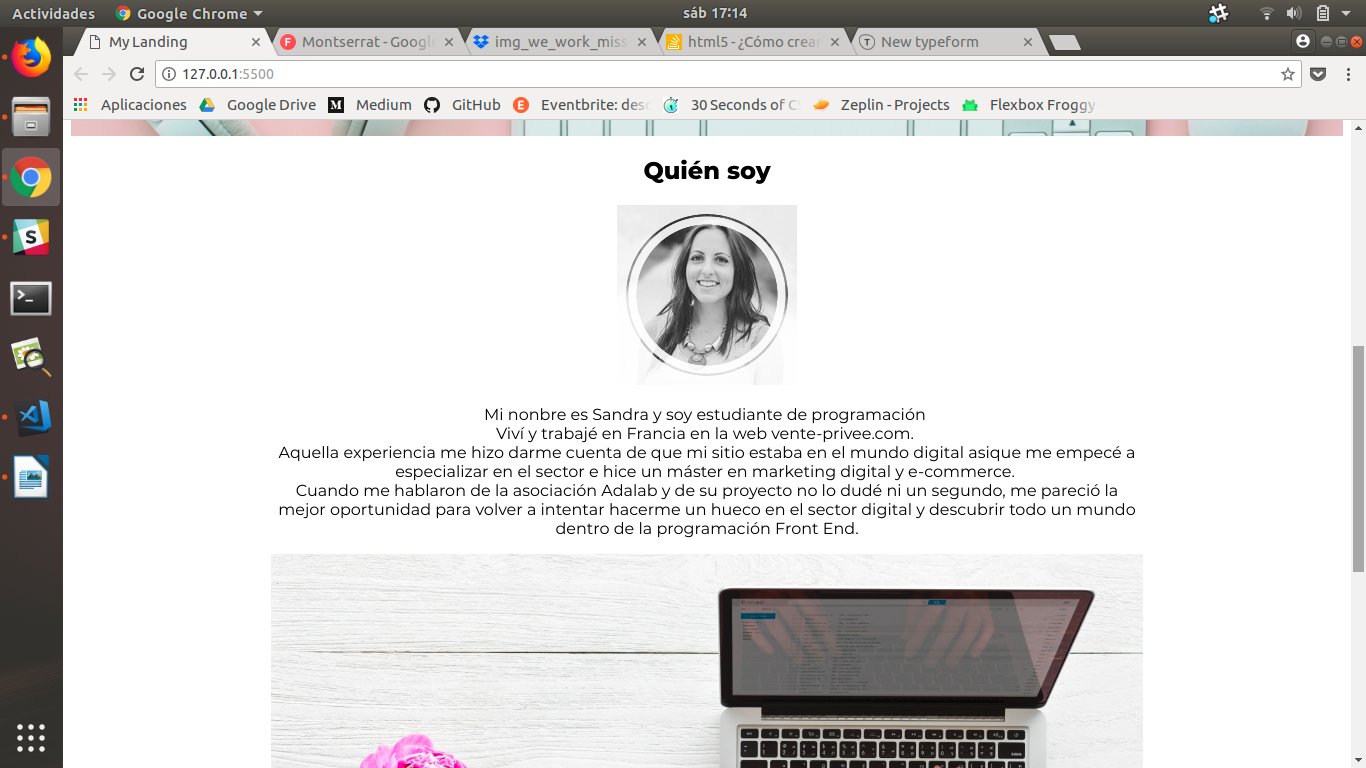 Actividades Google Chrome sáb 17:14
My Landing Montserrat - Google img_we_work_miss html5 - ¿Cómo crear New typeform
127.0.0.1:5500
Aplicaciones Google Drive Medium GitHub Eventbrite: desc 30 Seconds of C Zeplin - Projects Flexbox Froggy
Quién soy
Mi nonbre es Sandra y soy estudiante de programación
Viví y trabajé en Francia en la web vente-privee.com.
Aquella experiencia me hizo darme cuenta de que mi sitio estaba en el mundo digital asique me empecé a
especializar en el sector e hice un máster en marketing digital y e-commerce.
Cuando me hablaron de la asociación Adalab y de su proyecto no lo dudé ni un segundo, me pareció la
mejor oportunidad para volver a intentar hacerme un hueco en el sector digital y descubrir todo un mundo
dentro de la programación Front End.